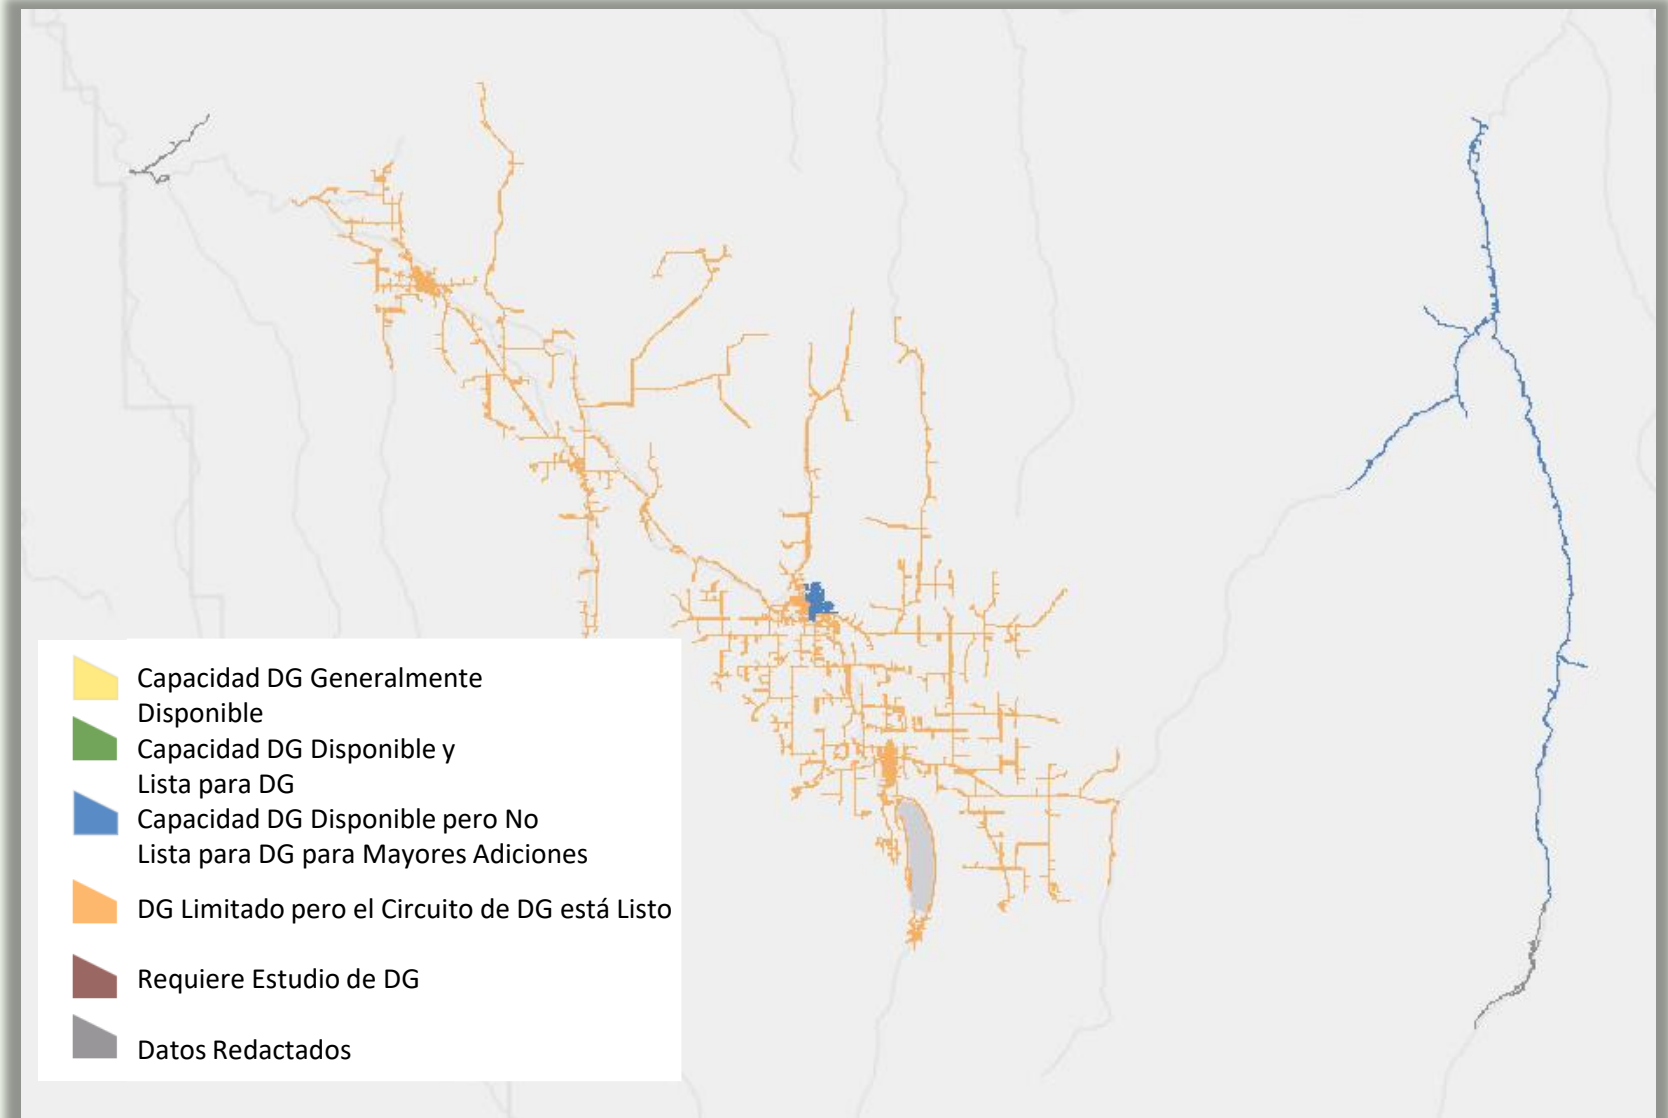 Capacidad DG Generalmente
Disponible
Capacidad DG Disponible y
Lista para DG
Capacidad DG Disponible pero No
Lista para DG para Mayores Adiciones
DG Limitado pero el Circuito de DG está Listo
Requiere Estudio de DG
Datos Redactados